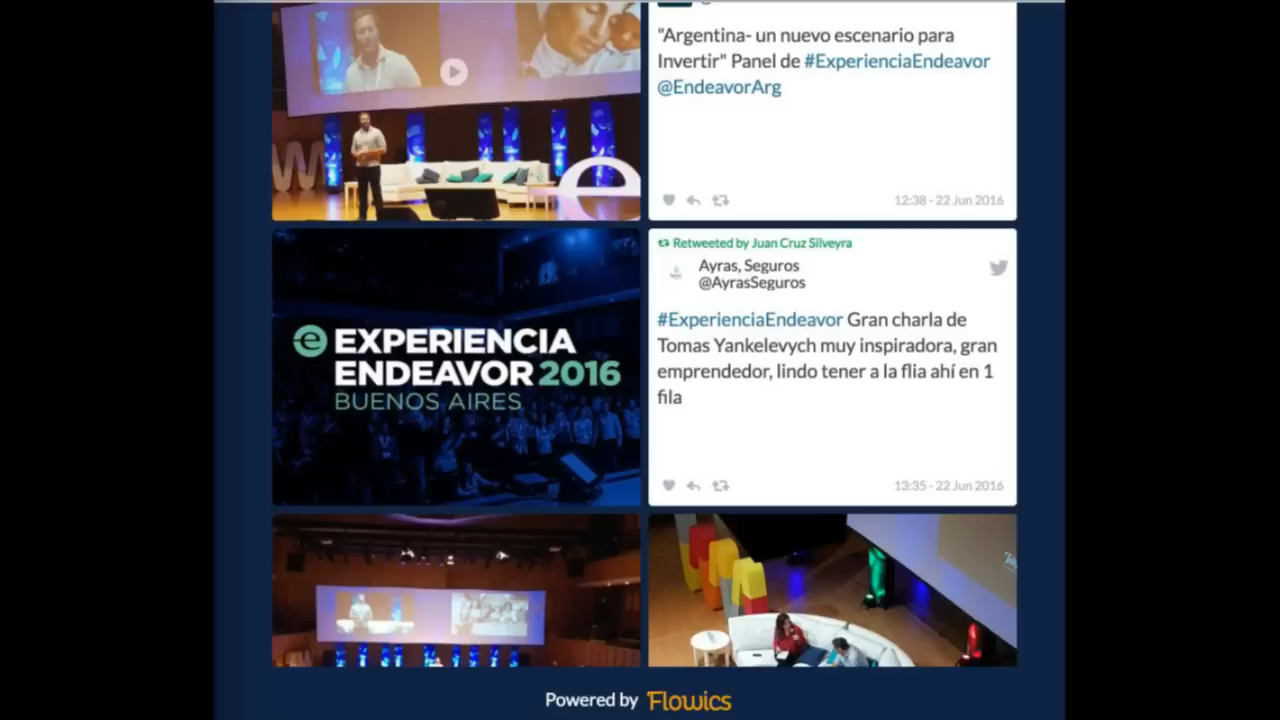 "Argentina- un nuevo escenario para
Invertir" Panel de #ExperienciaEndeavor
@EndeavorArg
12:38 - 22 Jun 2016
e
e EXPERIENCIA
ENDEAVOR 2016
BUENOS AIRES
Retweeted by Juan Cruz Silveyra
Ayras, Seguros
@AyrasSeguros
#ExperienciaEndeavor Gran charla de
Tomas Yankelevych muy inspiradora, gran
emprendedor, lindo tener a la flia ahí en 1
fila
13:35 - 22 Jun 2016
Powered by Flowics